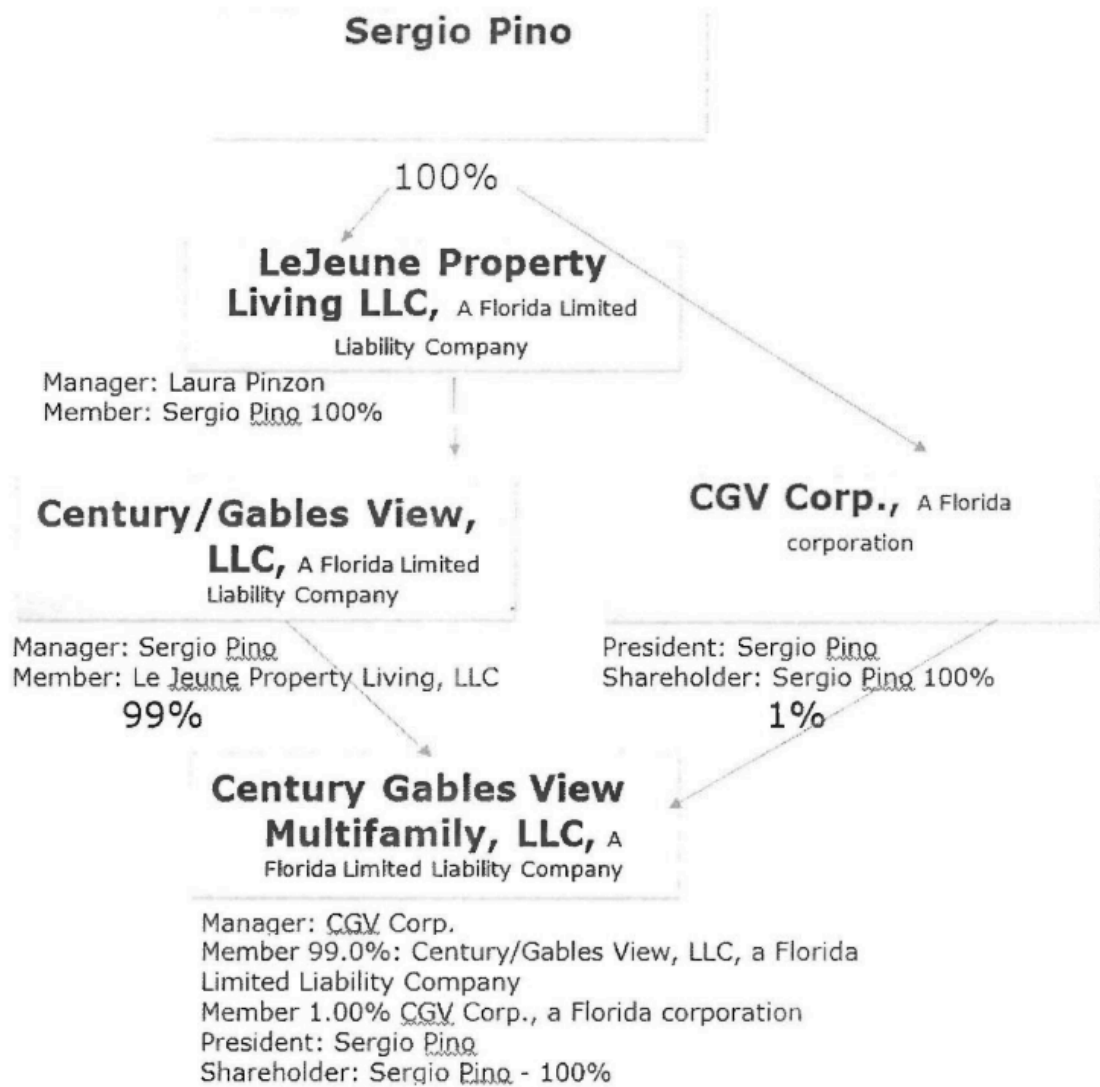 Sergio Pino
100%
LeJeune Property
Living LLC, A Florida Limited
Liability Company
Manager: Laura Pinzon
Member: Sergio Pino 100%
Century/Gables View,
LLC, A Florida Limited
Liability Company
CGV Corp., A Florida
corporation
Manager: Sergio Pino
Member: Le Jeune Property Living, LLC
99%
President: Sergio Pino
Shareholder: Sergio Pino 100%
1%
Century Gables View
Multifamily, LLC, A
Florida Limited Liability Company
Manager: CGV Corp.
Member 99.0%: Century/Gables View, LLC, a Florida
Limited Liability Company
Member 1.00% CGV Corp., a Florida corporation
President: Sergio Pino
Shareholder: Sergio Pino - 100%